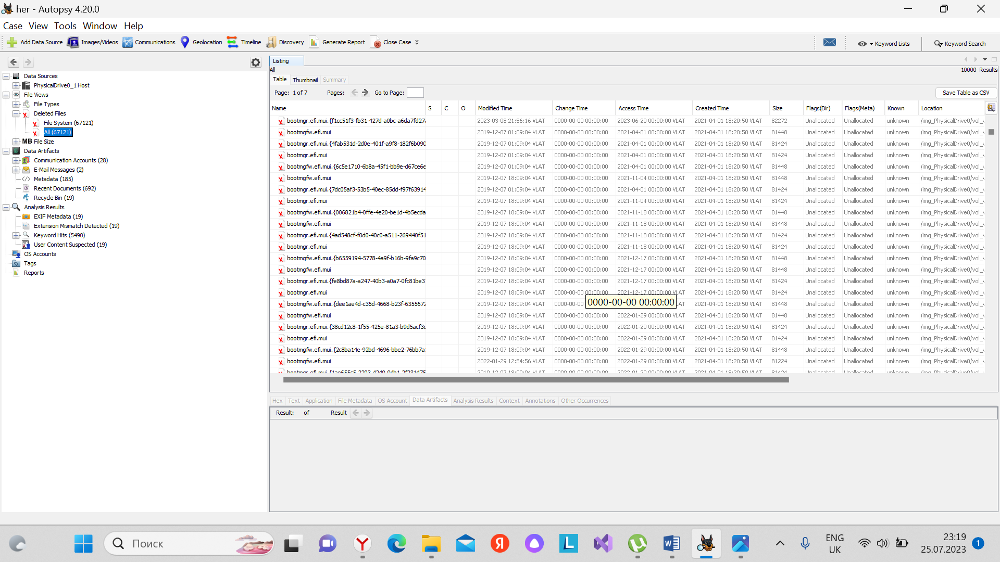 her - Autopsy 4.20.0
Case View Tools Window Help
Add Data Source Images/Videos Communications Geolocation Timeline Discovery Generate Report Close Case Keyword Lists Keyword Search
Data Sources
PhysicalDrive0_1 Host
File Views
File Types
Deleted Files
File System (67121)
All (67121)
MB File Size
Data Artifacts
Communication Accounts (28)
E-Mail Messages (2)
Metadata (185)
Recent Documents (692)
Recycle Bin (19)
Analysis Results
EXIF Metadata (19)
Extension Mismatch Detected (19)
Keyword Hits (5490)
User Content Suspected (19)
OS Accounts
Tags
Reports
Listing
All
10000 Results
Table Thumbnail Summary
Page: 1 of 7 Pages: Go to Page: Save Table as CSV
Name S C O Modified Time Change Time Access Time Created Time Size Flags(Dir) Flags(Meta) Known Location
bootmgr.efi.mui.{f1cc51f3-fb31-427d-a0bc-a6da7fd27 2023-03-08 21:56:16 VLAT 0000-00-00 00:00:00 2023-06-20 00:00:00 VLAT 2021-04-01 18:20:50 VLAT 82272 Unallocated Unallocated unknown /img_PhysicalDrive0/vol_
bootmgfw.efi.mui 2019-12-07 01:09:04 VLAT 0000-00-00 00:00:00 2021-04-01 00:00:00 VLAT 2021-04-01 18:20:50 VLAT 81448 Unallocated Unallocated unknown /img_PhysicalDrive0/vol_
bootmgr.efi.mui.{4fab531d-2d0e-401f-a9f8-182f6b090 2019-12-07 01:09:04 VLAT 0000-00-00 00:00:00 2021-04-01 00:00:00 VLAT 2021-04-01 18:20:50 VLAT 81424 Unallocated Unallocated unknown /img_PhysicalDrive0/vol_
bootmgr.efi.mui 2019-12-07 01:09:04 VLAT 0000-00-00 00:00:00 2021-04-01 00:00:00 VLAT 2021-04-01 18:20:50 VLAT 81424 Unallocated Unallocated unknown /img_PhysicalDrive0/vol_
bootmgfw.efi.mui.{6c5e1710-6b8a-45f1-bb9e-d67ce6e 2019-12-07 01:09:04 VLAT 0000-00-00 00:00:00 2021-04-01 00:00:00 VLAT 2021-04-01 18:20:50 VLAT 81448 Unallocated Unallocated unknown /img_PhysicalDrive0/vol_
bootmgfw.efi.mui 2019-12-07 18:09:04 VLAT 0000-00-00 00:00:00 2021-11-04 00:00:00 VLAT 2021-04-01 18:20:50 VLAT 81448 Unallocated Unallocated unknown /img_PhysicalDrive0/vol_
bootmgr.efi.mui.{7dc05af3-53b5-40ec-85dd-f97f63914 2019-12-07 01:09:04 VLAT 0000-00-00 00:00:00 2021-04-01 00:00:00 VLAT 2021-04-01 18:20:50 VLAT 81424 Unallocated Unallocated unknown /img_PhysicalDrive0/vol_
bootmgr.efi.mui 2019-12-07 18:09:04 VLAT 0000-00-00 00:00:00 2021-11-04 00:00:00 VLAT 2021-04-01 18:20:50 VLAT 81424 Unallocated Unallocated unknown /img_PhysicalDrive0/vol_
bootmgfw.efi.mui.{006821b4-0ffe-4e20-be1d-4b5ecda 2019-12-07 18:09:04 VLAT 0000-00-00 00:00:00 2021-11-18 00:00:00 VLAT 2021-04-01 18:20:50 VLAT 81448 Unallocated Unallocated unknown /img_PhysicalDrive0/vol_
bootmgfw.efi.mui 2019-12-07 18:09:04 VLAT 0000-00-00 00:00:00 2021-11-18 00:00:00 VLAT 2021-04-01 18:20:50 VLAT 81448 Unallocated Unallocated unknown /img_PhysicalDrive0/vol_
bootmgr.efi.mui.{4ad548cf-f0d0-40c0-a511-269440f51 2019-12-07 18:09:04 VLAT 0000-00-00 00:00:00 2021-11-18 00:00:00 VLAT 2021-04-01 18:20:50 VLAT 81424 Unallocated Unallocated unknown /img_PhysicalDrive0/vol_
bootmgr.efi.mui 2019-12-07 18:09:04 VLAT 0000-00-00 00:00:00 2021-11-18 00:00:00 VLAT 2021-04-01 18:20:50 VLAT 81424 Unallocated Unallocated unknown /img_PhysicalDrive0/vol_
bootmgfw.efi.mui.{b6559194-5778-4a9f-b16b-9fa9c70 2019-12-07 18:09:04 VLAT 0000-00-00 00:00:00 2021-12-17 00:00:00 VLAT 2021-04-01 18:20:50 VLAT 81448 Unallocated Unallocated unknown /img_PhysicalDrive0/vol_
bootmgfw.efi.mui 2019-12-07 18:09:04 VLAT 0000-00-00 00:00:00 2021-12-17 00:00:00 VLAT 2021-04-01 18:20:50 VLAT 81448 Unallocated Unallocated unknown /img_PhysicalDrive0/vol_
bootmgr.efi.mui.{fe8bd87a-a247-40b3-a0a7-0fc81be3 2019-12-07 18:09:04 VLAT 0000-00-00 00:00:00 2021-12-17 00:00:00 VLAT 2021-04-01 18:20:50 VLAT 81424 Unallocated Unallocated unknown /img_PhysicalDrive0/vol_
bootmgr.efi.mui 2019-12-07 18:09:04 VLAT 0000-00-00 00:00:00 2021-12-17 00:00:00 VLAT 2021-04-01 18:20:50 VLAT 81424 Unallocated Unallocated unknown /img_PhysicalDrive0/vol_
bootmgfw.efi.mui.{dee1ae4d-c35d-4668-b23f-6355672 2019-12-07 18:09:04 VLAT 0000-00-00 0000-00-00 00:00:00 LAT 2021-04-01 18:20:50 VLAT 81448 Unallocated Unallocated unknown /img_PhysicalDrive0/vol_
bootmgfw.efi.mui 2019-12-07 18:09:04 VLAT 0000-00-00 00:00:00 2022-01-29 00:00:00 VLAT 2021-04-01 18:20:50 VLAT 81448 Unallocated Unallocated unknown /img_PhysicalDrive0/vol_
bootmgr.efi.mui.{38cd12c8-1f55-425e-81a3-b9d5acf3c 2019-12-07 18:09:04 VLAT 0000-00-00 00:00:00 2022-01-20 00:00:00 VLAT 2021-04-01 18:20:50 VLAT 81424 Unallocated Unallocated unknown /img_PhysicalDrive0/vol_
bootmgr.efi.mui 2019-12-07 18:09:04 VLAT 0000-00-00 00:00:00 2022-01-29 00:00:00 VLAT 2021-04-01 18:20:50 VLAT 81424 Unallocated Unallocated unknown /img_PhysicalDrive0/vol_
bootmgfw.efi.mui.{2c8ba14e-92bd-4696-bbe2-76bb7a 2019-12-07 18:09:04 VLAT 0000-00-00 00:00:00 2022-01-29 00:00:00 VLAT 2021-04-01 18:20:50 VLAT 81448 Unallocated Unallocated unknown /img_PhysicalDrive0/vol_
bootmgfw.efi.mui 2022-01-29 12:54:56 VLAT 0000-00-00 00:00:00 2022-01-29 00:00:00 VLAT 2021-04-01 18:20:50 VLAT 81224 Unallocated Unallocated unknown /img_PhysicalDrive0/vol_
Hex Text Application File Metadata OS Account Data Artifacts Analysis Results Context Annotations Other Occurrences
Result: of Result
Поиск
ENG
UK
23:19
25.07.2023
1